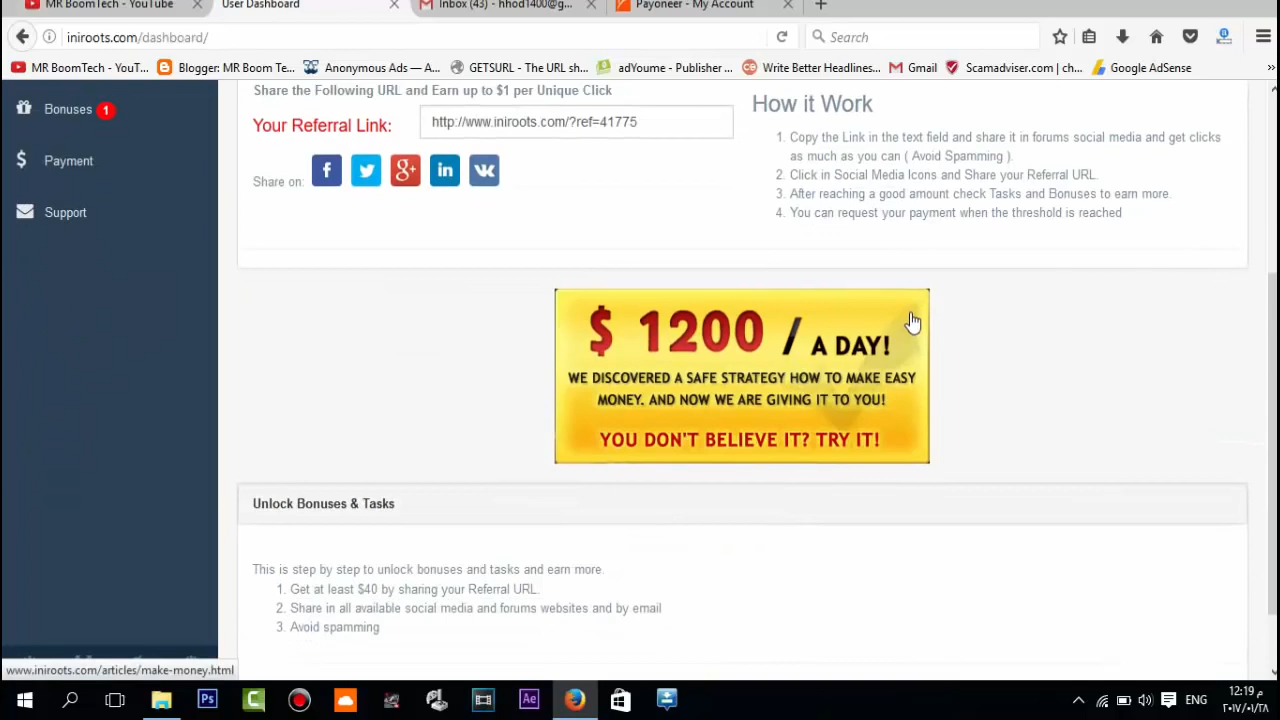 MR BoomTech - YouTube
User Dashboard
Inbox (43) - hhod1400@g...
Payoneer - My Account
iniroots.com/dashboard/
Search
MR BoomTech - YouT...
Blogger: MR Boom Te...
Anonymous Ads — A...
GETSURL - The URL sh...
adYoume - Publisher ...
Write Better Headlines...
Gmail
Scamadviser.com | ch...
Google AdSense
Bonuses 1
Payment
Support
Share the Following URL and Earn up to $1 per Unique Click
Your Referral Link:
http://www.iniroots.com/?ref=41775
Share on:
How it Work
1. Copy the Link in the text field and share it in forums social media and get clicks
as much as you can ( Avoid Spamming ).
2. Click in Social Media Icons and Share your Referral URL.
3. After reaching a good amount check Tasks and Bonuses to earn more.
4. You can request your payment when the threshold is reached
$ 1200 / A DAY!
WE DISCOVERED A SAFE STRATEGY HOW TO MAKE EASY
MONEY. AND NOW WE ARE GIVING IT TO YOU!
YOU DON'T BELIEVE IT? TRY IT!
Unlock Bonuses & Tasks
This is step by step to unlock bonuses and tasks and earn more.
1. Get at least $40 by sharing your Referral URL.
2. Share in all available social media and forums websites and by email
3. Avoid spamming
www.iniroots.com/articles/make-money.html
ENG
12:19 م